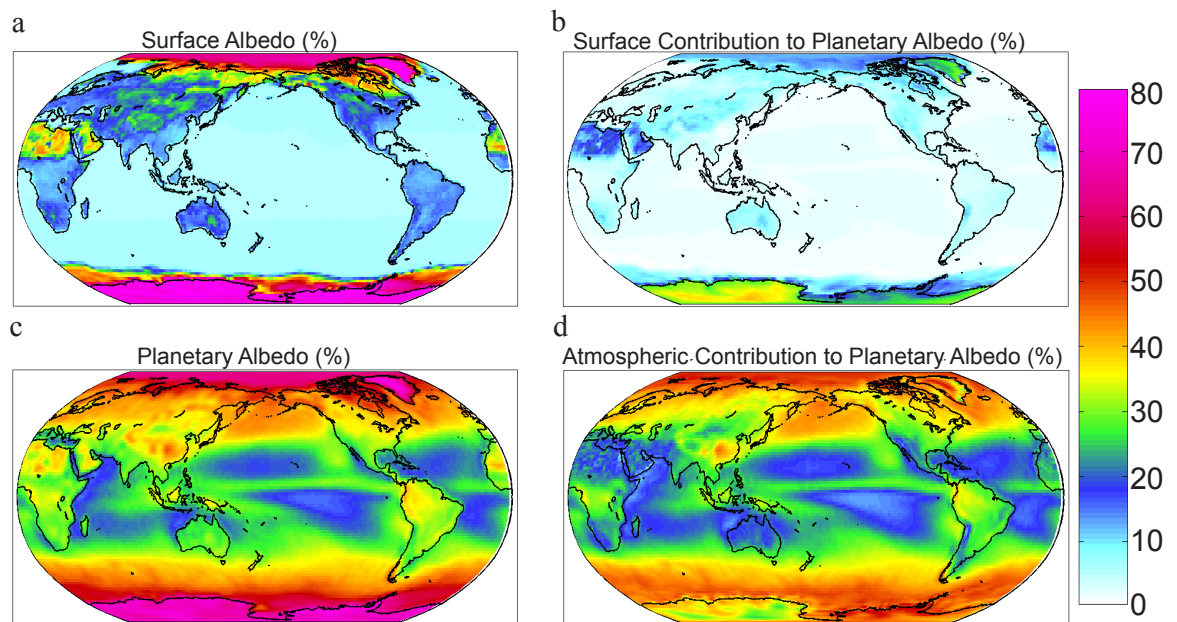 a
Surface Albedo (%)
b
Surface Contribution to Planetary Albedo (%)
80
70
60
50
40
30
20
10
0
c
Planetary Albedo (%)
d
Atmospheric Contribution to Planetary Albedo (%)